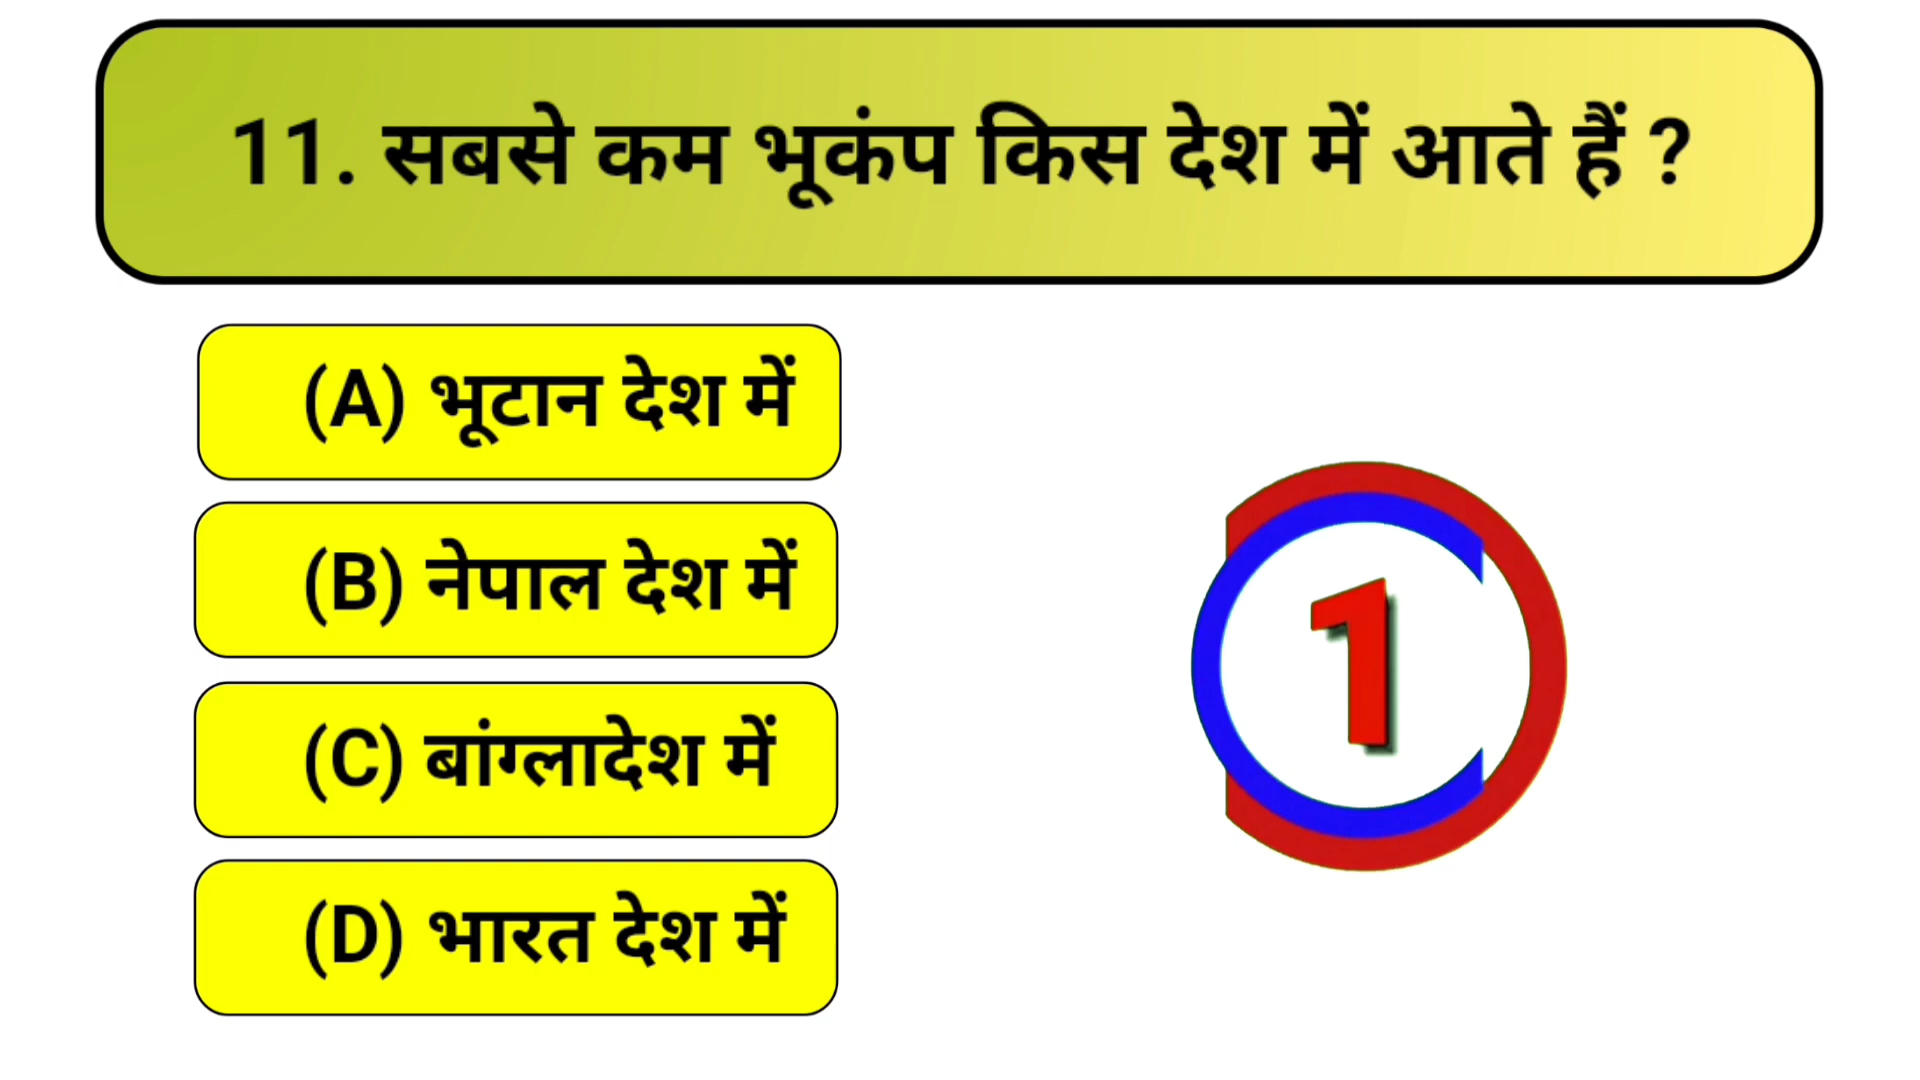 11. सबसे कम भूकंप किस देश में आते हैं ?
(A) भूटान देश में
(B) नेपाल देश में
(C) बांग्लादेश में
(D) भारत देश में
1